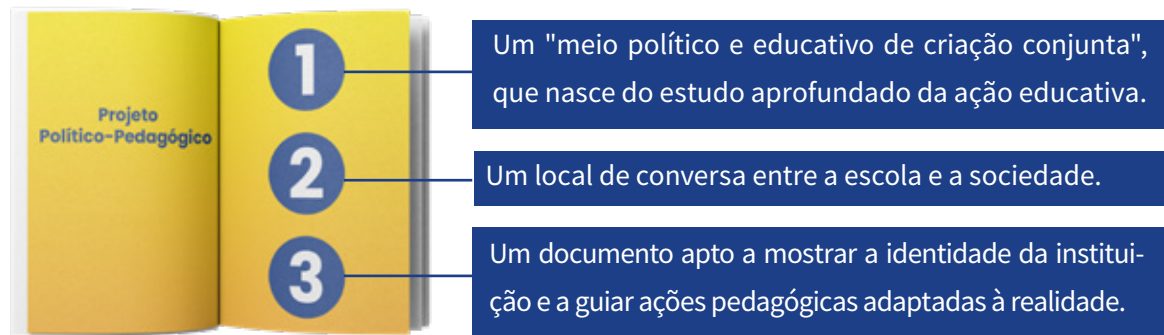 Projeto
Político-Pedagógico
1
Um "meio político e educativo de criação conjunta",
que nasce do estudo aprofundado da ação educativa.
2
Um local de conversa entre a escola e a sociedade.
3
Um documento apto a mostrar a identidade da institui-
ção e a guiar ações pedagógicas adaptadas à realidade.